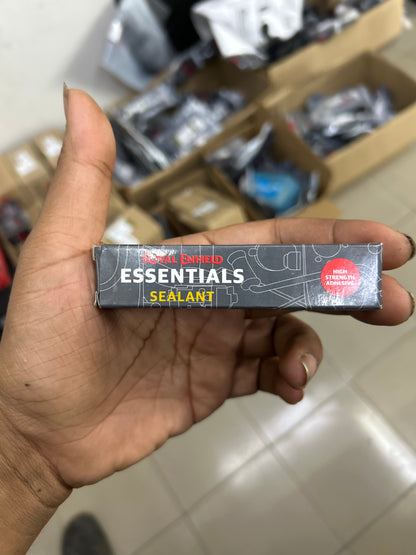 ROYAL ENFIELD
ESSENTIALS
SEALANT
HIGH
STRENGTH
ADHESIVE